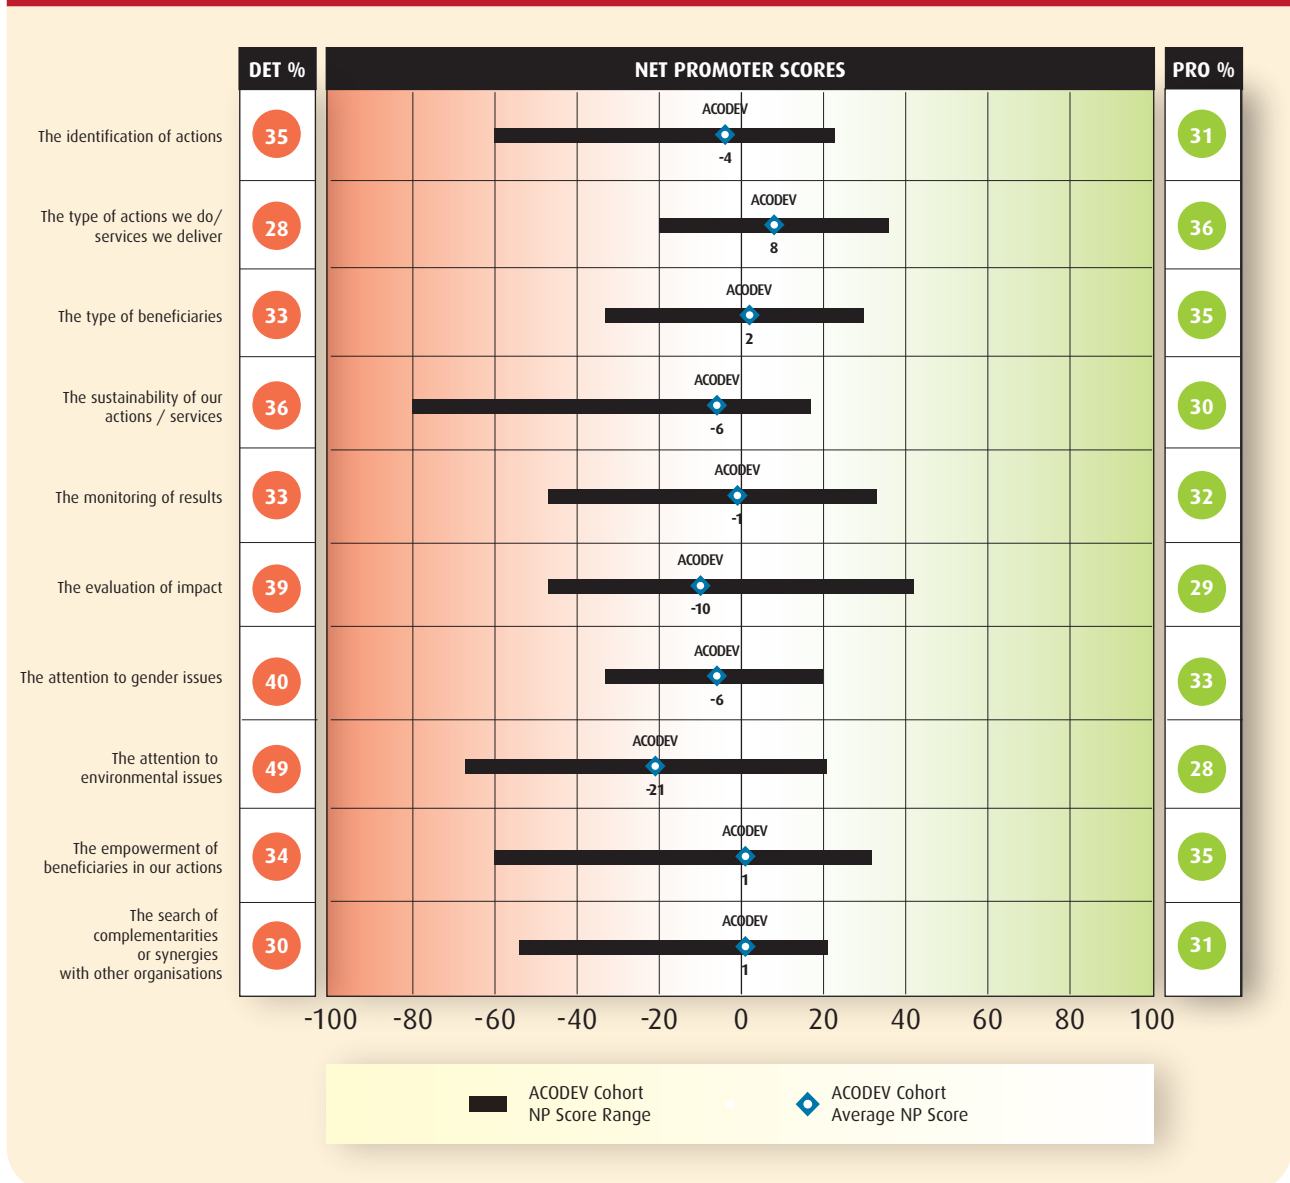 DET %
NET PROMOTER SCORES
PRO %
The identification of actions
35
ACODEV
-4
31
The type of actions we do/
services we deliver
28
ACODEV
8
36
The type of beneficiaries
33
ACODEV
2
35
The sustainability of our
actions / services
36
ACODEV
-6
30
The monitoring of results
33
ACODEV
-1
32
The evaluation of impact
39
ACODEV
-10
29
The attention to gender issues
40
ACODEV
-6
33
The attention to
environmental issues
49
ACODEV
-21
28
The empowerment of
beneficiaries in our actions
34
ACODEV
1
35
The search of
complementarities
or synergies
with other organisations
30
ACODEV
1
31
-100 -80 -60 -40 -20 0 20 40 60 80 100
ACODEV Cohort
NP Score Range
ACODEV Cohort
Average NP Score